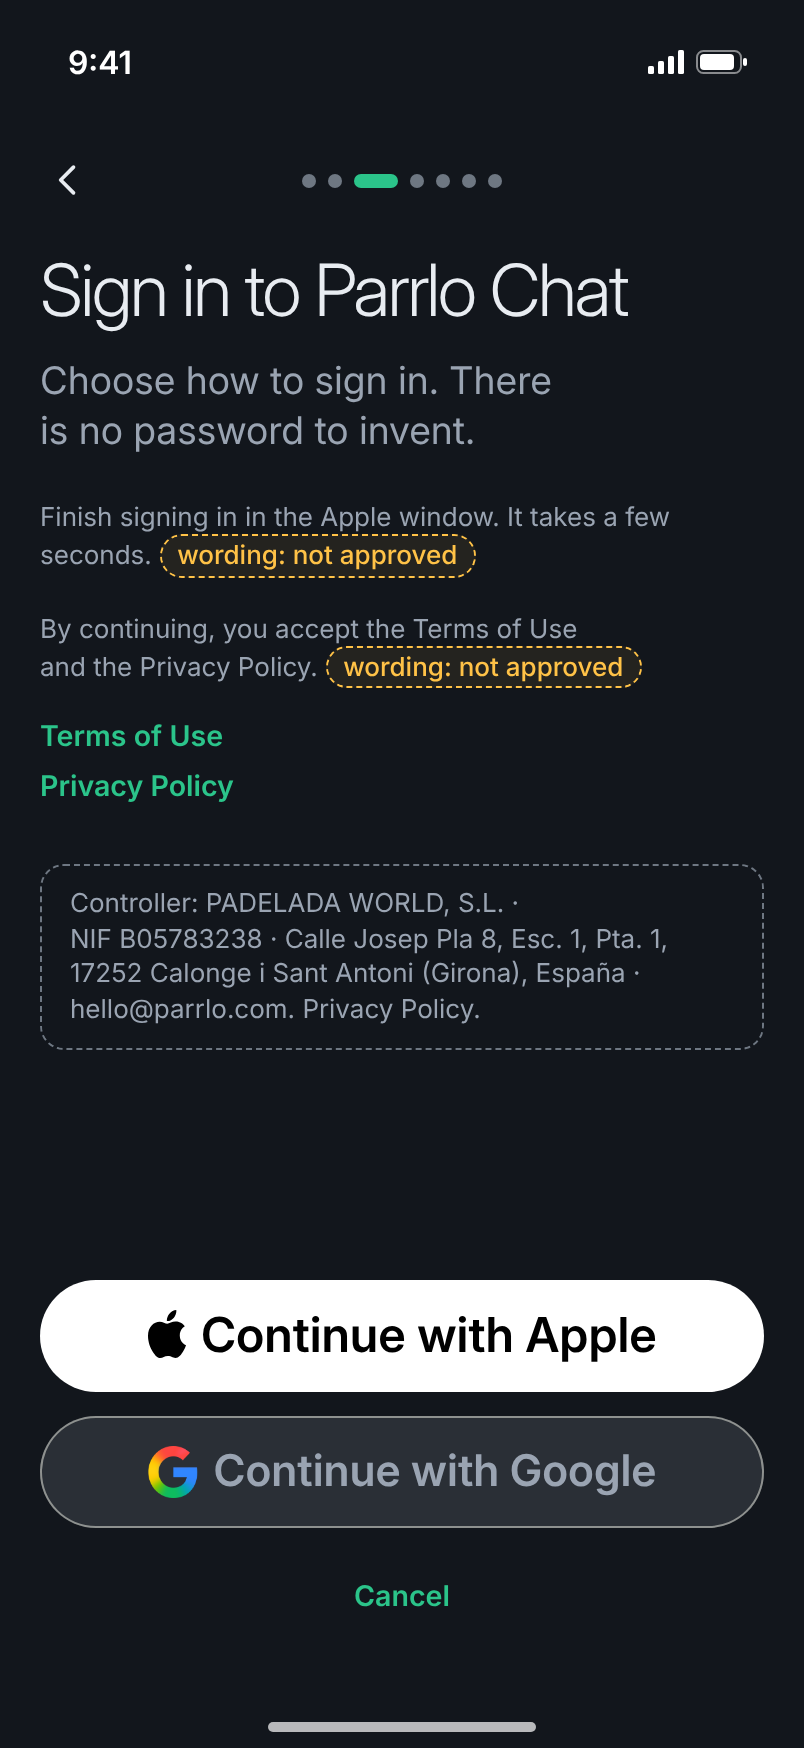 9:41
Sign in to Parrlo Chat
Choose how to sign in. There
is no password to invent.
Finish signing in in the Apple window. It takes a few
seconds. wording: not approved
By continuing, you accept the Terms of Use
and the Privacy Policy. wording: not approved
Terms of Use
Privacy Policy
Controller: PADELADA WORLD, S.L. ·
NIF B05783238 · Calle Josep Pla 8, Esc. 1, Pta. 1,
17252 Calonge i Sant Antoni (Girona), España ·
hello@parrlo.com. Privacy Policy.
Continue with Apple
Continue with Google
Cancel